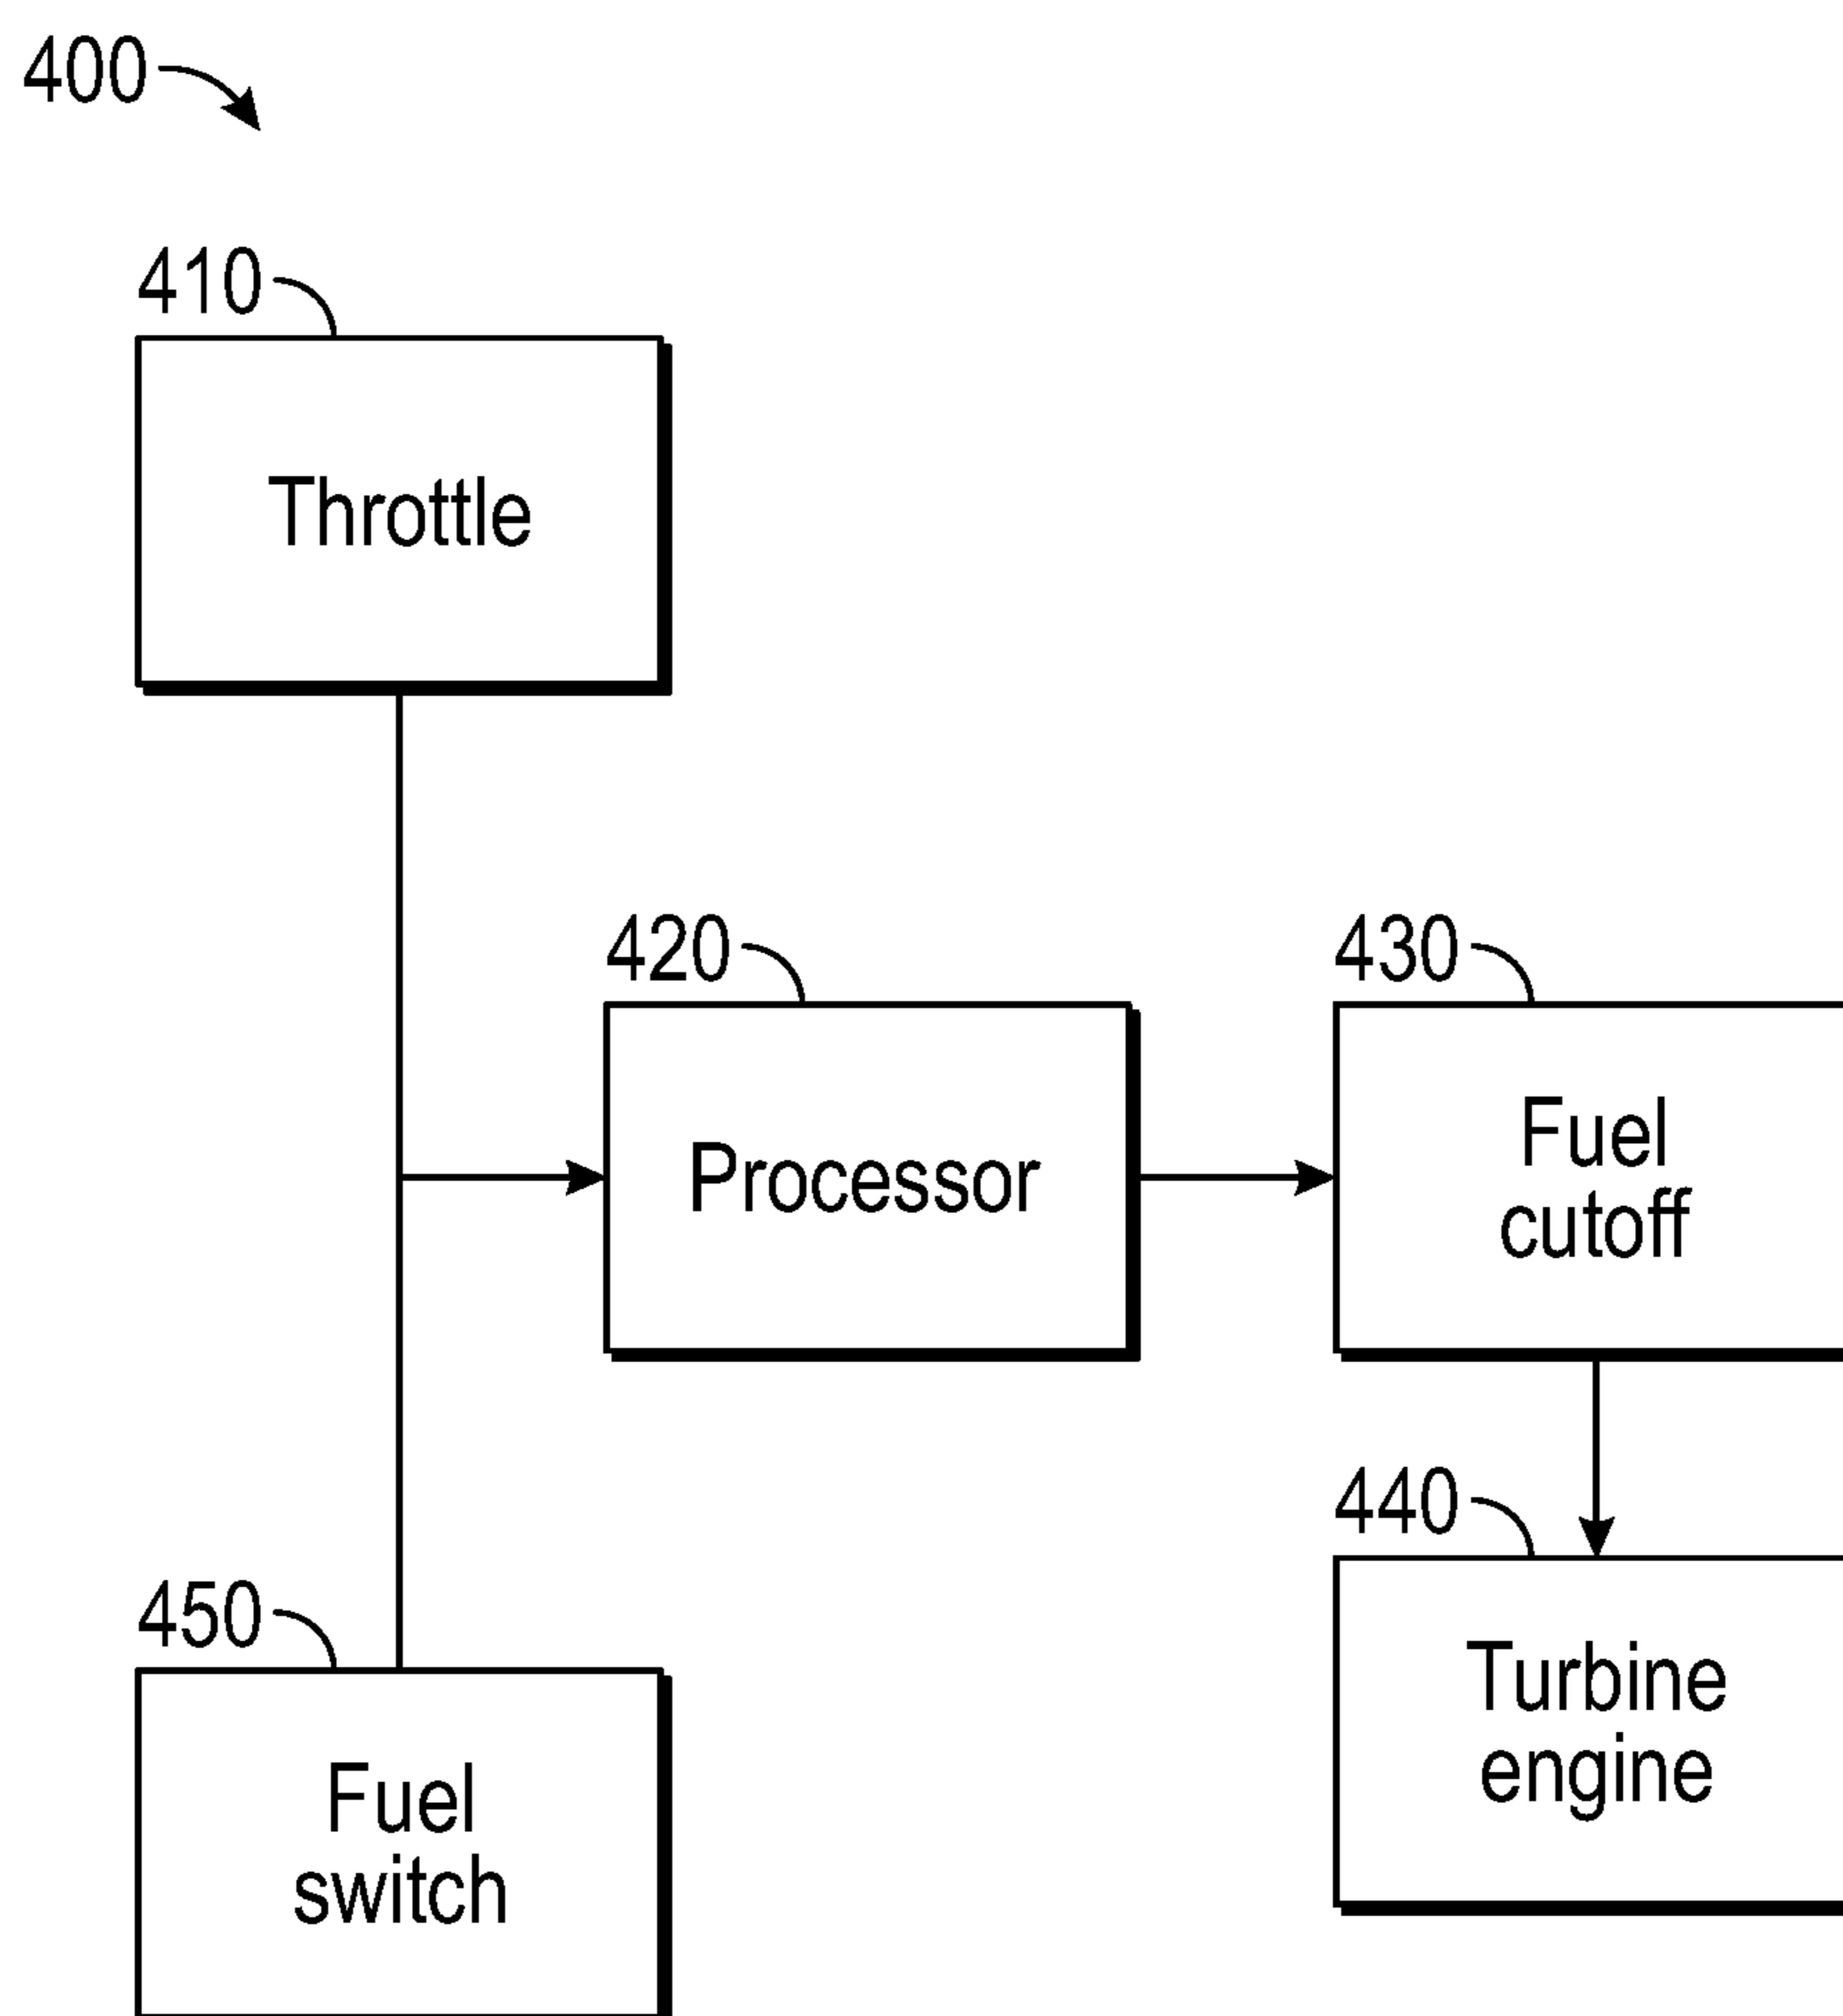 400
410
Throttle
420
Processor
430
Fuel
cutoff
440
Turbine
engine
450
Fuel
switch